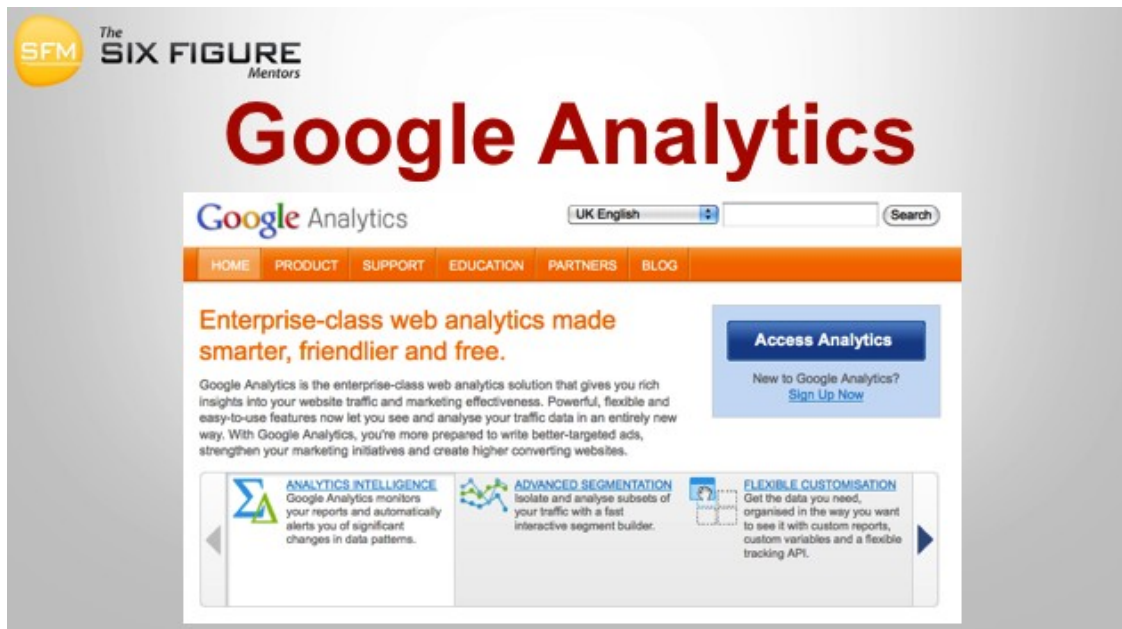 SFM
The
SIX FIGURE
Mentors
Google Analytics
Google Analytics
UK English
Search
HOME PRODUCT SUPPORT EDUCATION PARTNERS BLOG
Enterprise-class web analytics made
smarter, friendlier and free.
Google Analytics is the enterprise-class web analytics solution that gives you rich
insights into your website traffic and marketing effectiveness. Powerful, flexible and
easy-to-use features now let you see and analyse your traffic data in an entirely new
way. With Google Analytics, you're more prepared to write better-targeted ads,
strengthen your marketing initiatives and create higher converting websites.
Access Analytics
New to Google Analytics?
Sign Up Now
ANALYTICS INTELLIGENCE
Google Analytics monitors
your reports and automatically
alerts you of significant
changes in data patterns.
ADVANCED SEGMENTATION
Isolate and analyse subsets of
your traffic with a fast
interactive segment builder.
FLEXIBLE CUSTOMISATION
Get the data you need,
organised in the way you want
to see it with custom reports,
custom variables and a flexible
tracking API.